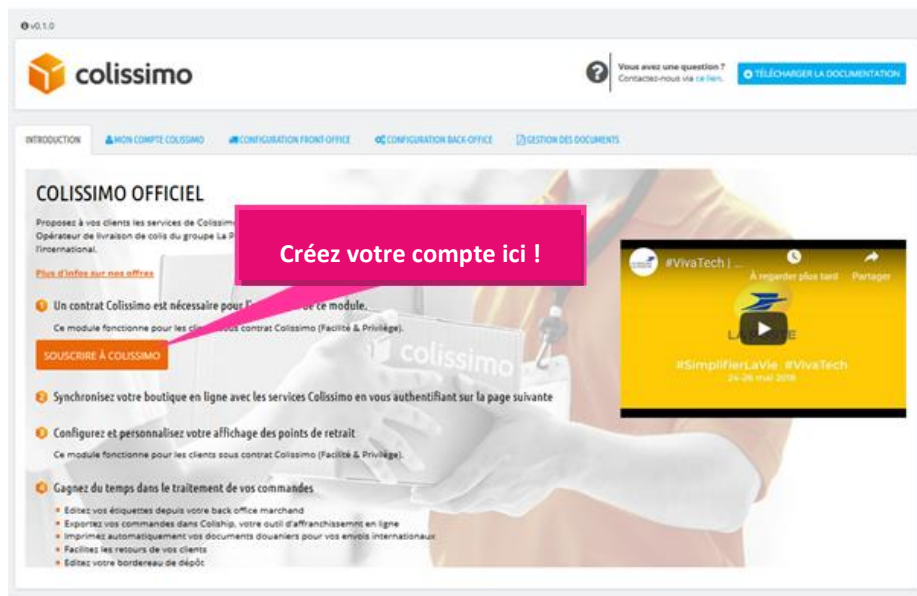 v0.1.0
colissimo
Vous avez une question ?
Contactez-nous via ce lien.
TÉLÉCHARGER LA DOCUMENTATION
INTRODUCTION
MON COMPTE COLISSIMO
CONFIGURATION FRONT-OFFICE
CONFIGURATION BACK-OFFICE
GESTION DES DOCUMENTS
COLISSIMO OFFICIEL
Proposez à vos clients les services de Colissimo
Opérateur de livraison de colis du groupe La P
l'international.
Créez votre compte ici !
Plus d'infos sur nos offres
1 Un contrat Colissimo est nécessaire pour l' de ce module.
Ce module fonctionne pour les clients sous contrat Colissimo (Facilité & Privilège).
SOUSCRIRE À COLISSIMO
colissimo
2 Synchronisez votre boutique en ligne avec les services Colissimo en vous authentifiant sur la page suivante
3 Configurez et personnalisez votre affichage des points de retrait
Ce module fonctionne pour les clients sous contrat Colissimo (Facilité & Privilège).
4 Gagnez du temps dans le traitement de vos commandes
Editez vos étiquettes depuis votre back office marchand
Exportez vos commandes dans Coliship, votre outil d'affranchissemnt en ligne
Imprimez automatiquement vos documents douaniers pour vos envois internationaux
Facilitez les retours de vos clients
Editez votre bordereau de dépôt
#VivaTech | ...
À regarder plus tard
Partager
LA POSTE
#SimplifierLaVie #VivaTech
24-26 mai 2018